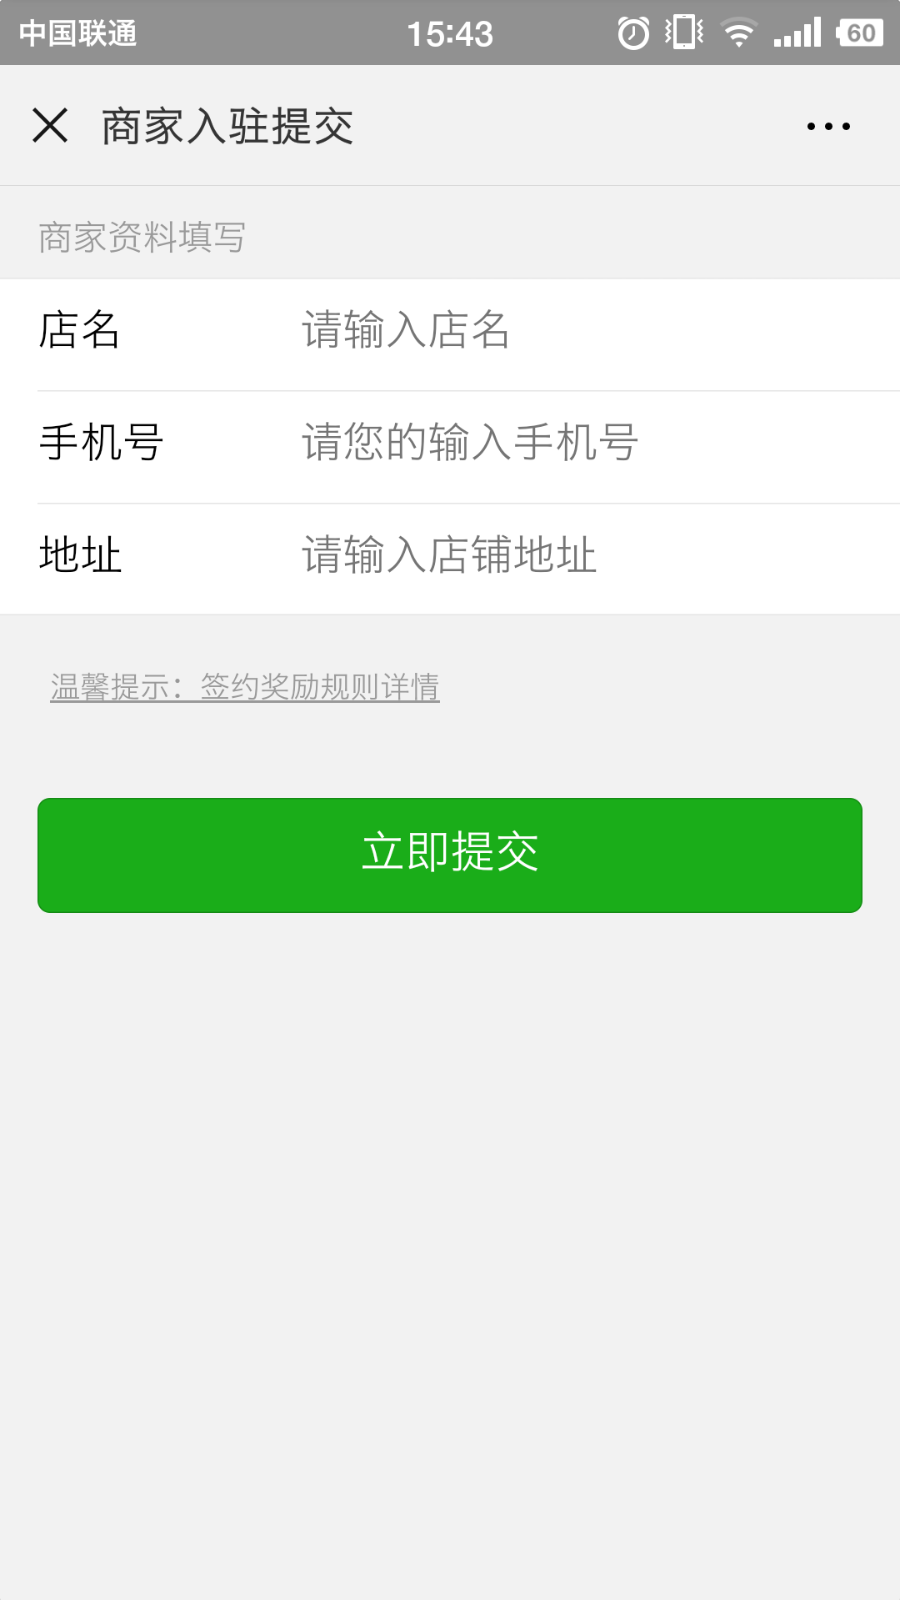 中国联通 15:43 60
商家入驻提交
商家资料填写
店名 请输入店名
手机号 请您的输入手机号
地址 请输入店铺地址
温馨提示：签约奖励规则详情
立即提交